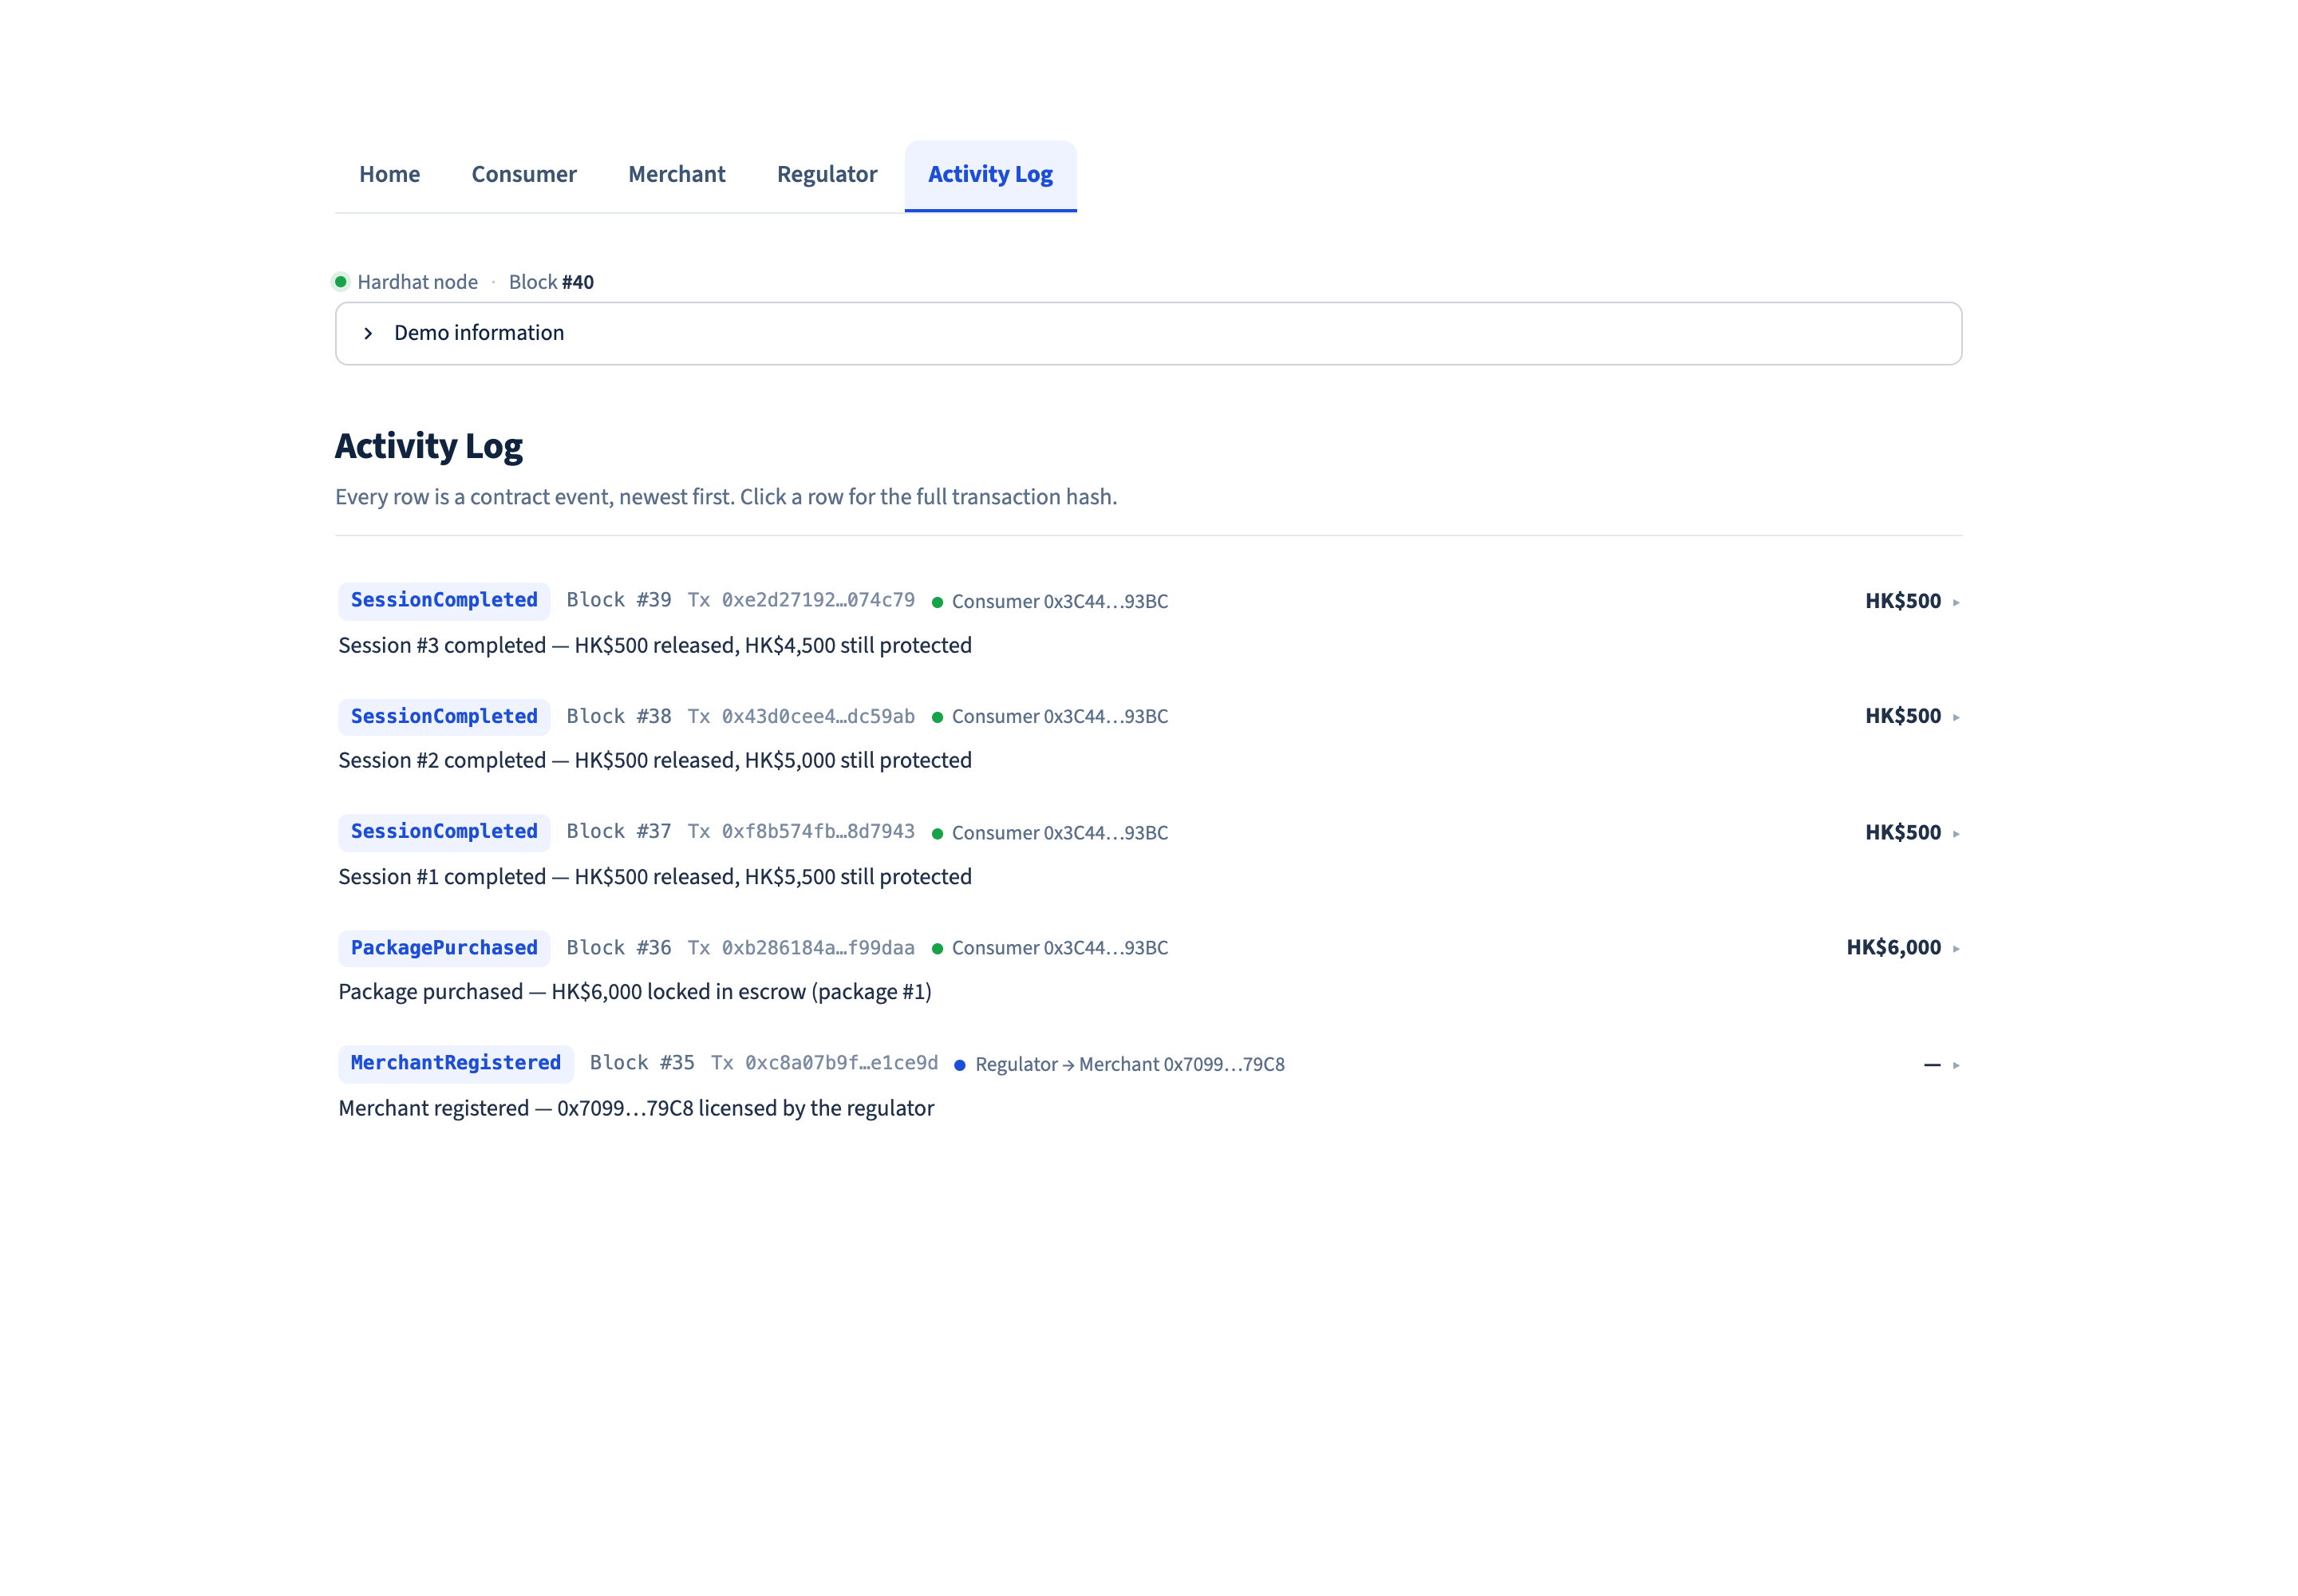 Home Consumer Merchant Regulator Activity Log
Hardhat node · Block #40
Demo information
Activity Log
Every row is a contract event, newest first. Click a row for the full transaction hash.
SessionCompleted Block #39 Tx 0xe2d27192…074c79 Consumer 0x3C44…93BC HK$500
Session #3 completed — HK$500 released, HK$4,500 still protected
SessionCompleted Block #38 Tx 0x43d0cee4…dc59ab Consumer 0x3C44…93BC HK$500
Session #2 completed — HK$500 released, HK$5,000 still protected
SessionCompleted Block #37 Tx 0xf8b574fb…8d7943 Consumer 0x3C44…93BC HK$500
Session #1 completed — HK$500 released, HK$5,500 still protected
PackagePurchased Block #36 Tx 0xb286184a…f99daa Consumer 0x3C44…93BC HK$6,000
Package purchased — HK$6,000 locked in escrow (package #1)
MerchantRegistered Block #35 Tx 0xc8a07b9f…e1ce9d Regulator → Merchant 0x7099…79C8 —
Merchant registered — 0x7099…79C8 licensed by the regulator